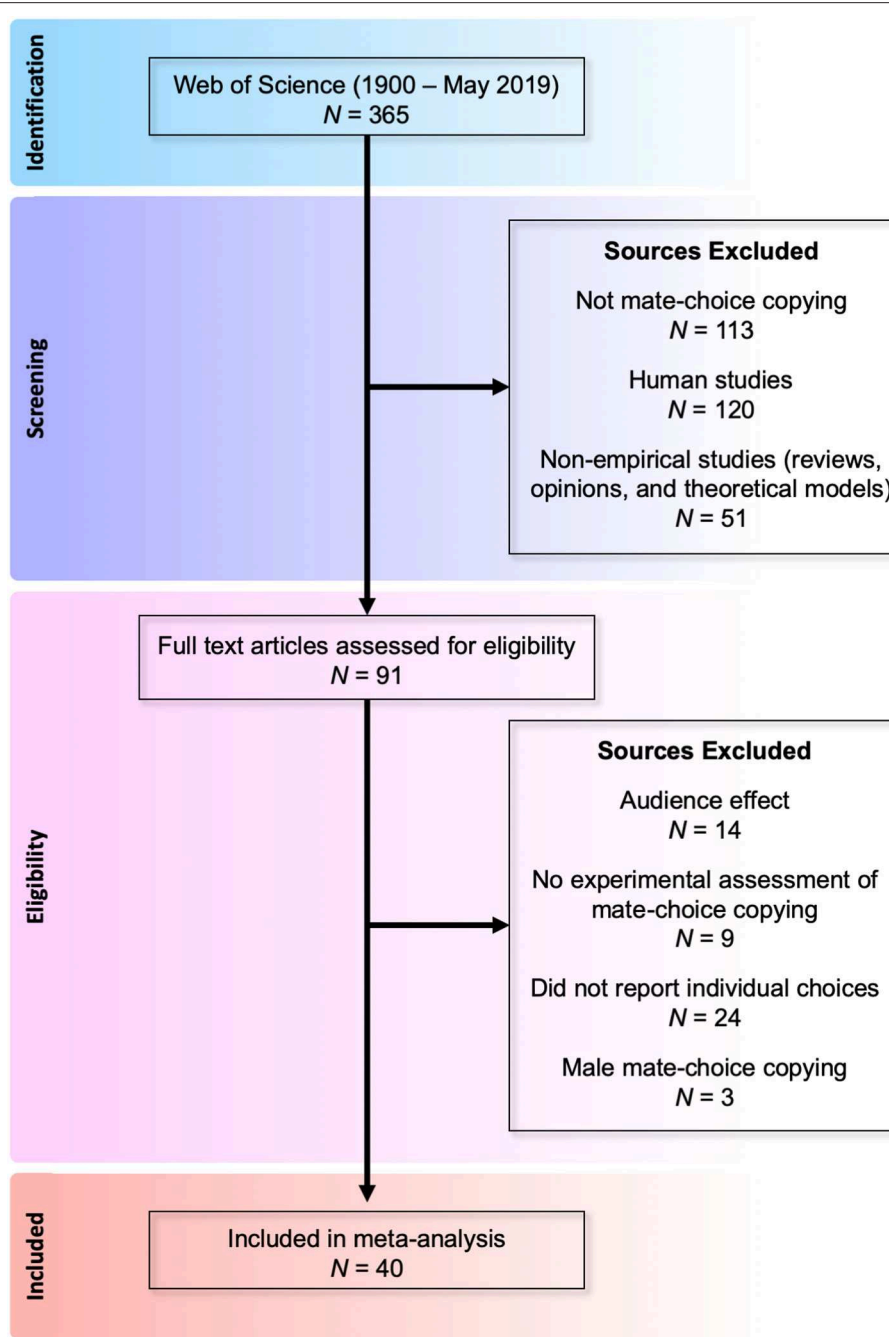 Identification
Web of Science (1900 – May 2019)
N = 365
Screening
Sources Excluded
Not mate-choice copying
N = 113
Human studies
N = 120
Non-empirical studies (reviews,
opinions, and theoretical models)
N = 51
Eligibility
Full text articles assessed for eligibility
N = 91
Sources Excluded
Audience effect
N = 14
No experimental assessment of
mate-choice copying
N = 9
Did not report individual choices
N = 24
Male mate-choice copying
N = 3
Included
Included in meta-analysis
N = 40